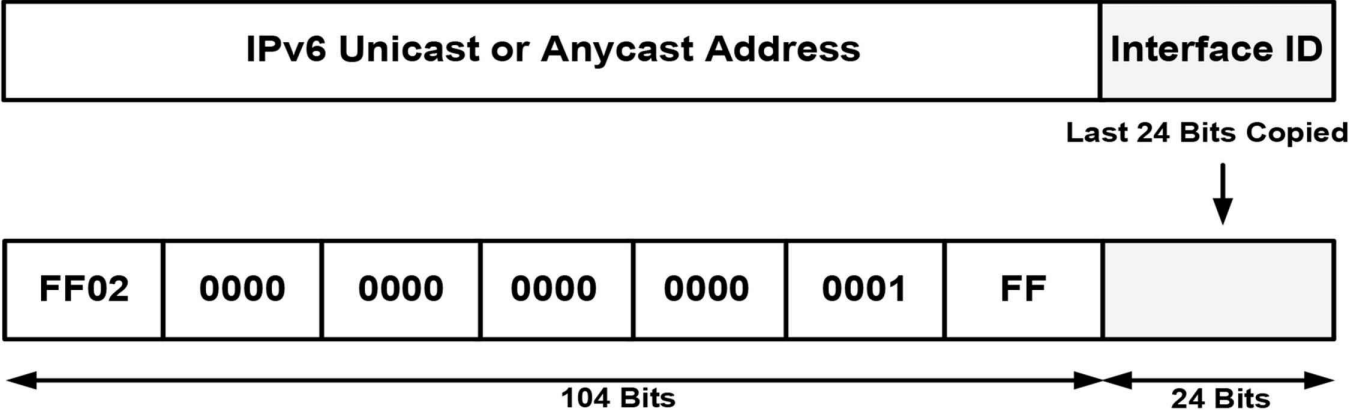 IPv6 Unicast or Anycast Address Interface ID
Last 24 Bits Copied
FF02 0000 0000 0000 0000 0001 FF
104 Bits 24 Bits